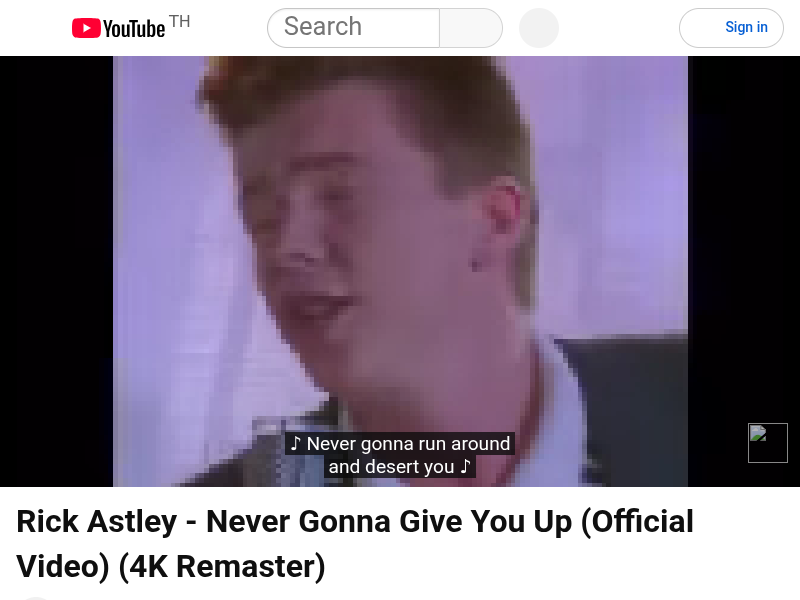 YouTube TH
Search
Sign in
♪ Never gonna run around
and desert you ♪
Rick Astley - Never Gonna Give You Up (Official
Video) (4K Remaster)